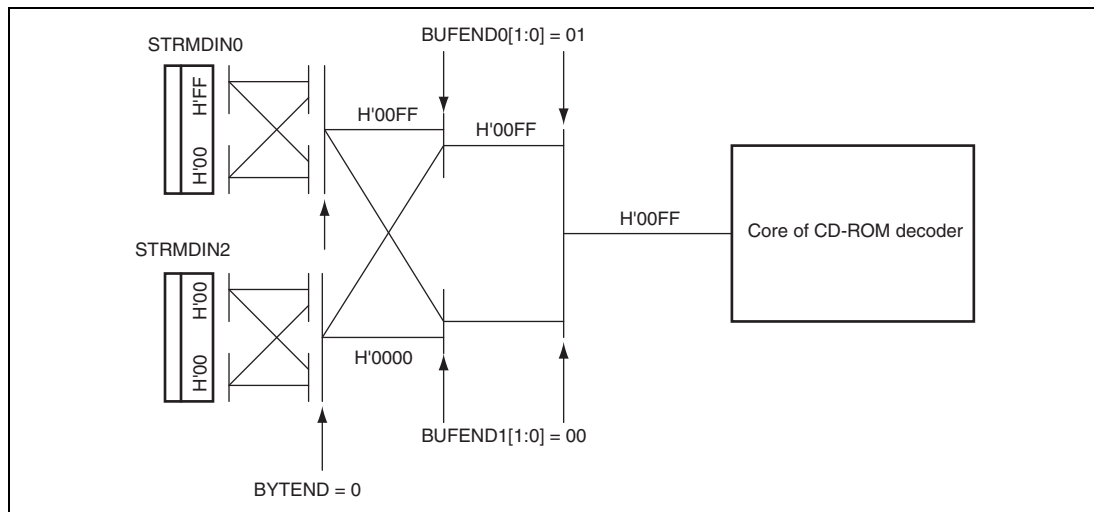 BUFEND0[1:0] = 01
STRMDIN0
H'FF
H'00
H'00FF
H'00FF
H'00FF
Core of CD-ROM decoder
STRMDIN2
H'00
H'00
H'0000
BUFEND1[1:0] = 00
BYTEND = 0